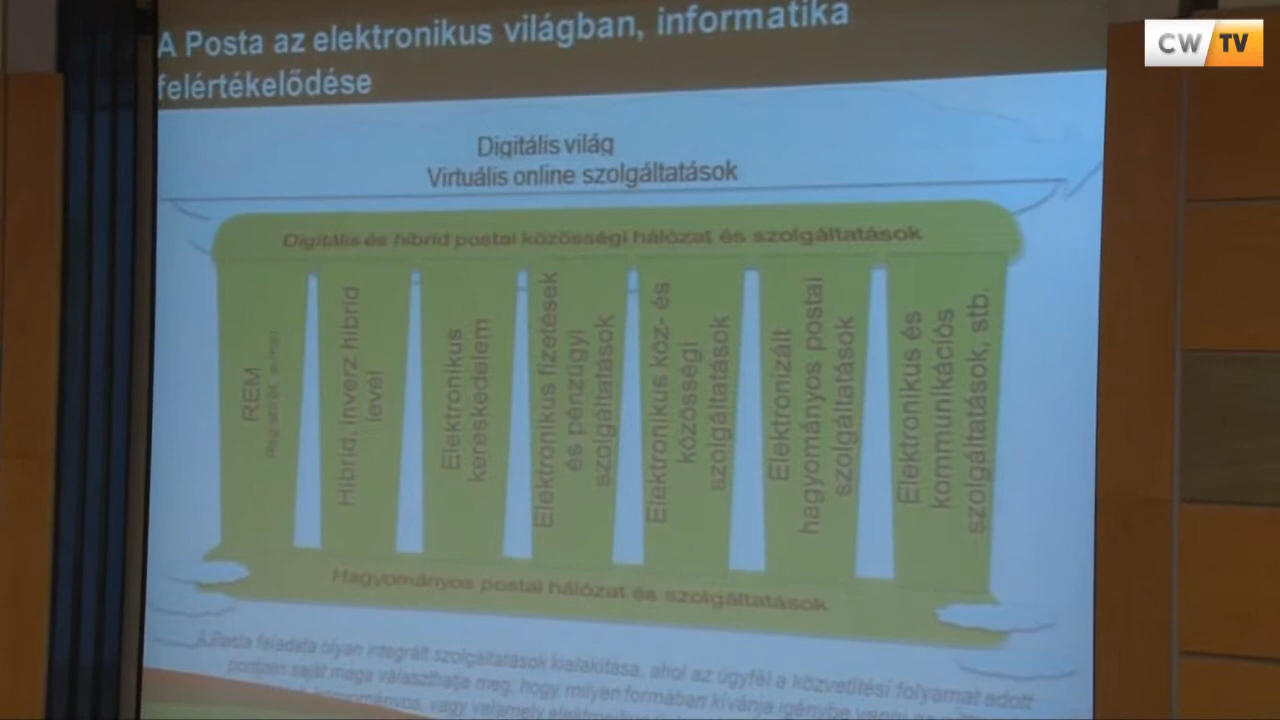 CW TV
A Posta az elektronikus világban, informatika
felértékelődése
Digitális világ
Virtuális online szolgáltatások
Digitális és hibrid postai közösségi hálózat és szolgáltatások
REM
Hibrid, inverz hibrid
levél
Elektronikus
kereskedelem
Elektronikus fizetések
és pénzügyi
szolgáltatások
Elektronikus köz- és
közösségi
szolgáltatások
Elektronizált
hagyományos postai
szolgáltatások
Elektronikus és
kommunikációs
szolgáltatások, stb.
Hagyományos postai hálózat és szolgáltatások
A Posta feladata olyan integrált szolgáltatások kialakítása, ahol az ügyfél a közvetítési folyamat adott
pontjain saját maga választhatja meg, hogy milyen formában kívánja igénybe venni
vagy valamely